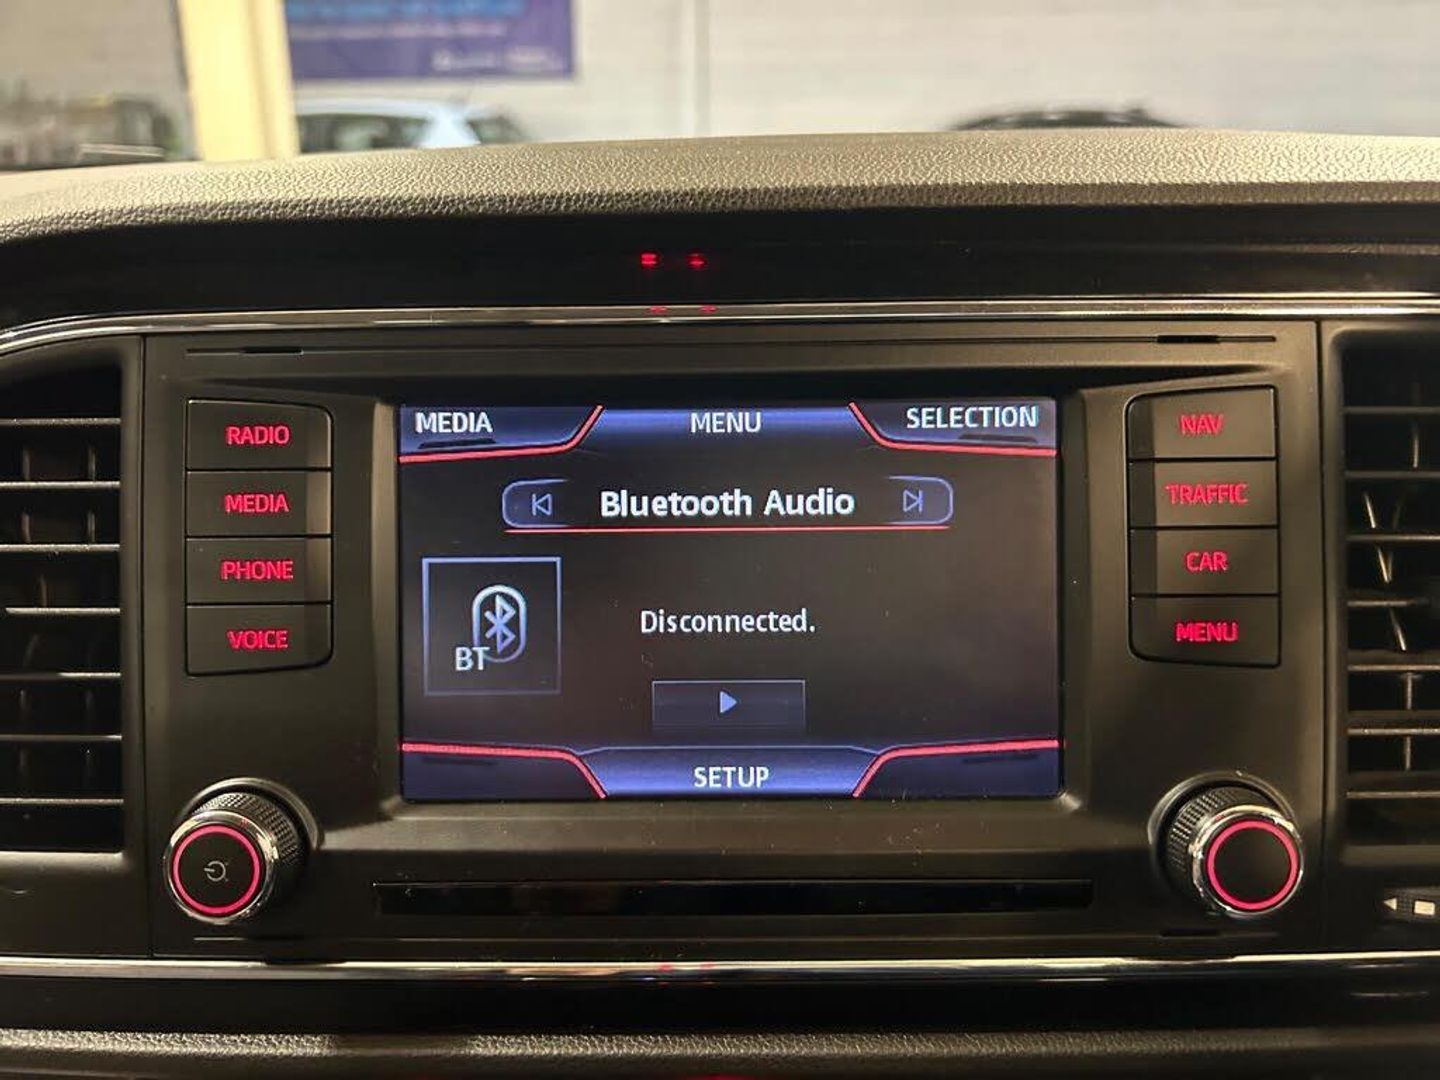 MEDIA MENU SELECTION
Bluetooth Audio
BT
Disconnected.
SETUP
RADIO
MEDIA
PHONE
VOICE
NAV
TRAFFIC
CAR
MENU